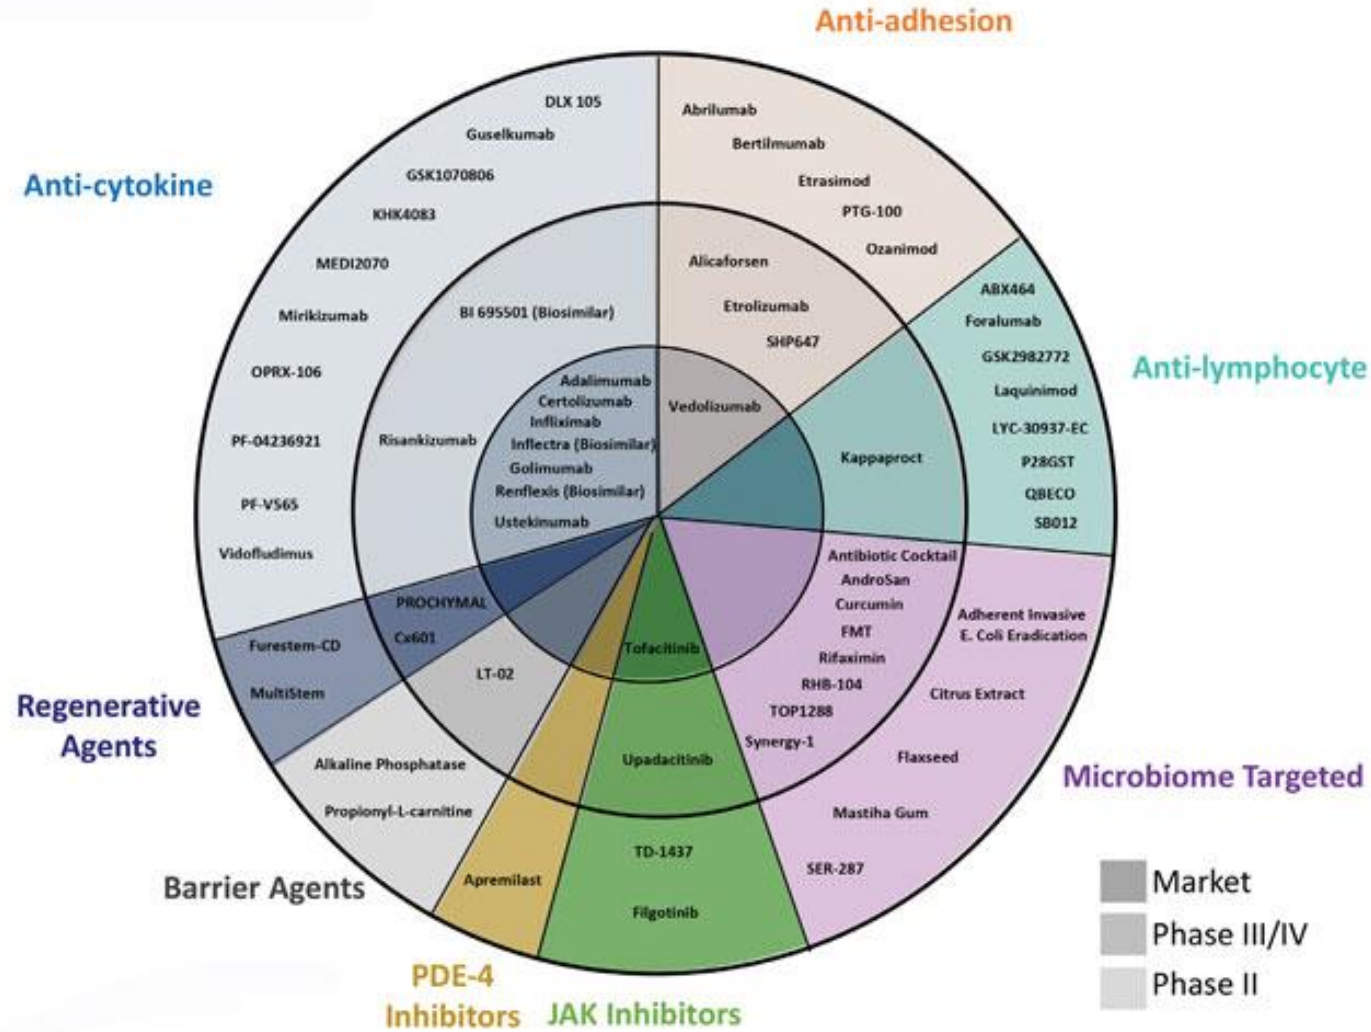 Anti-adhesion
DLX 105
Guselkumab
GSK1070806
KHK4083
MEDI2070
Mirikizumab
OPRX-106
PF-04236921
PF-V565
Vidofludimus
Anti-cytokine
BI 695501 (Biosimilar)
Risankizumab
Adalimumab
Certolizumab
Infliximab
Inflectra (Biosimilar)
Golimumab
Renflexis (Biosimilar)
Ustekinumab
Abrilumab
Bertilmumab
Etrasimod
PTG-100
Ozanimod
Alicaforsen
Etrolizumab
SHP647
Vedolizumab
ABX464
Foralumab
GSK2982772
Laquinimod
LYC-30937-EC
P28GST
QBECO
SB012
Anti-lymphocyte
Kappaproct
Antibiotic Cocktail
AndroSan
Curcumin
FMT
Rifaximin
RHB-104
TOP1288
Synergy-1
Adherent Invasive
E. Coli Eradication
Citrus Extract
Flaxseed
Mastiha Gum
SER-287
Microbiome Targeted
Tofacitinib
Upadacitinib
TD-1437
Filgotinib
JAK Inhibitors
Apremilast
PDE-4
Inhibitors
LT-02
Alkaline Phosphatase
Propionyl-L-carnitine
Barrier Agents
PROCHYMAL
Cx601
Furestem-CD
MultiStem
Regenerative
Agents
Market
Phase III/IV
Phase II